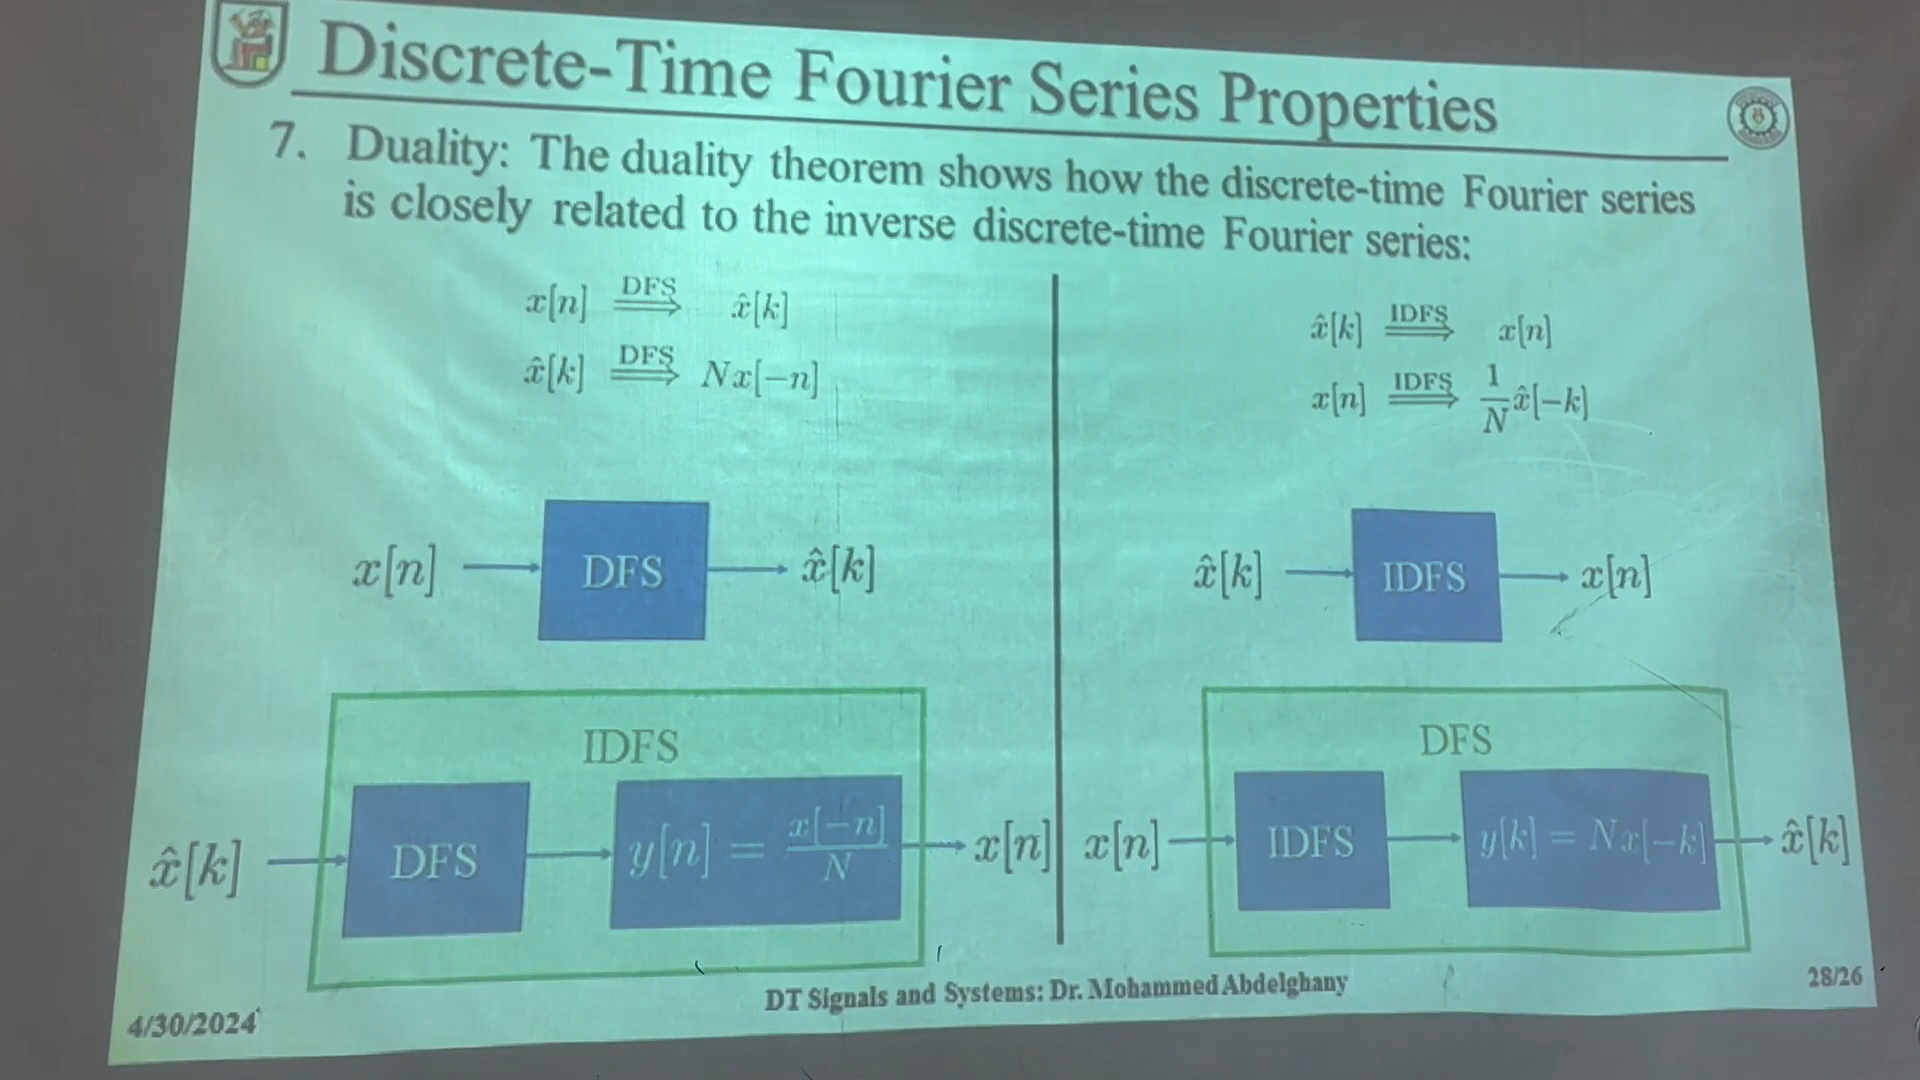 Discrete-Time Fourier Series Properties
7. Duality: The duality theorem shows how the discrete-time Fourier series
is closely related to the inverse discrete-time Fourier series:
x[n] DFS ⟹ x̂[k]
x̂[k] DFS ⟹ Nx[−n]
x̂[k] IDFS ⟹ x[n]
x[n] IDFS ⟹ 1/N x̂[−k]
x[n] → DFS → x̂[k]
x̂[k] → IDFS → x[n]
IDFS
x̂[k] → DFS → y[n] = x[−n]/N → x[n]
DFS
x[n] → IDFS → y[k] = Nx[−k] → x̂[k]
4/30/2024
DT Signals and Systems: Dr. Mohammed Abdelghany
28/26